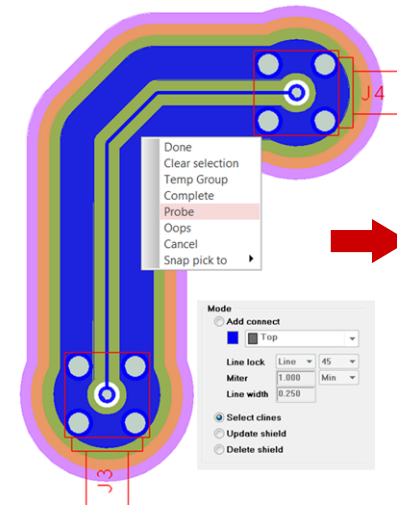 J4
Done
Clear selection
Temp Group
Complete
Probe
Oops
Cancel
Snap pick to
Mode
Add connect
Top
Line lock Line 45
Miter 1.000 Min
Line width 0.250
Select clines
Update shield
Delete shield
J3